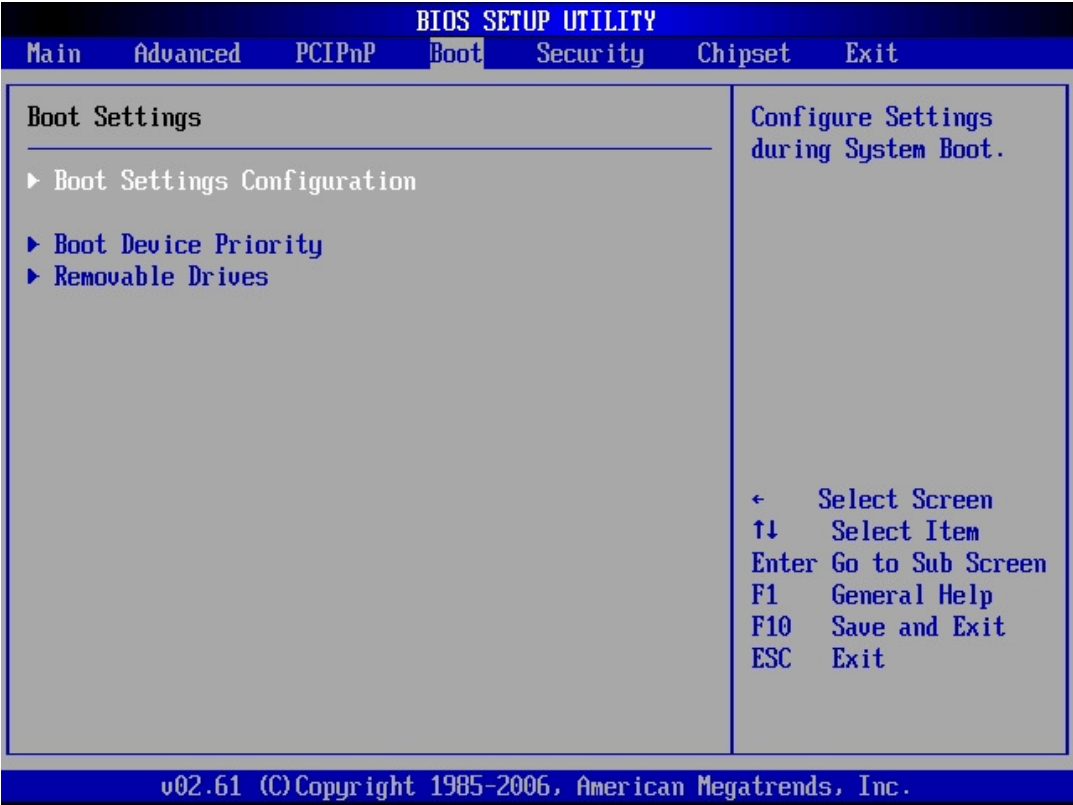 BIOS SETUP UTILITY
Main Advanced PCIPnP Boot Security Chipset Exit
Boot Settings
▶ Boot Settings Configuration
▶ Boot Device Priority
▶ Removable Drives
Configure Settings
during System Boot.
← Select Screen
↑↓ Select Item
Enter Go to Sub Screen
F1 General Help
F10 Save and Exit
ESC Exit
v02.61 (C)Copyright 1985-2006, American Megatrends, Inc.